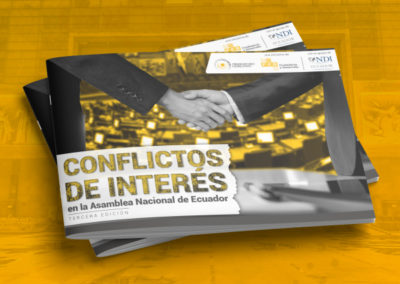 NDI
CONFLICTOS
DE INTERÉS
en la Asamblea Nacional de Ecuador
TERCERA EDICIÓN